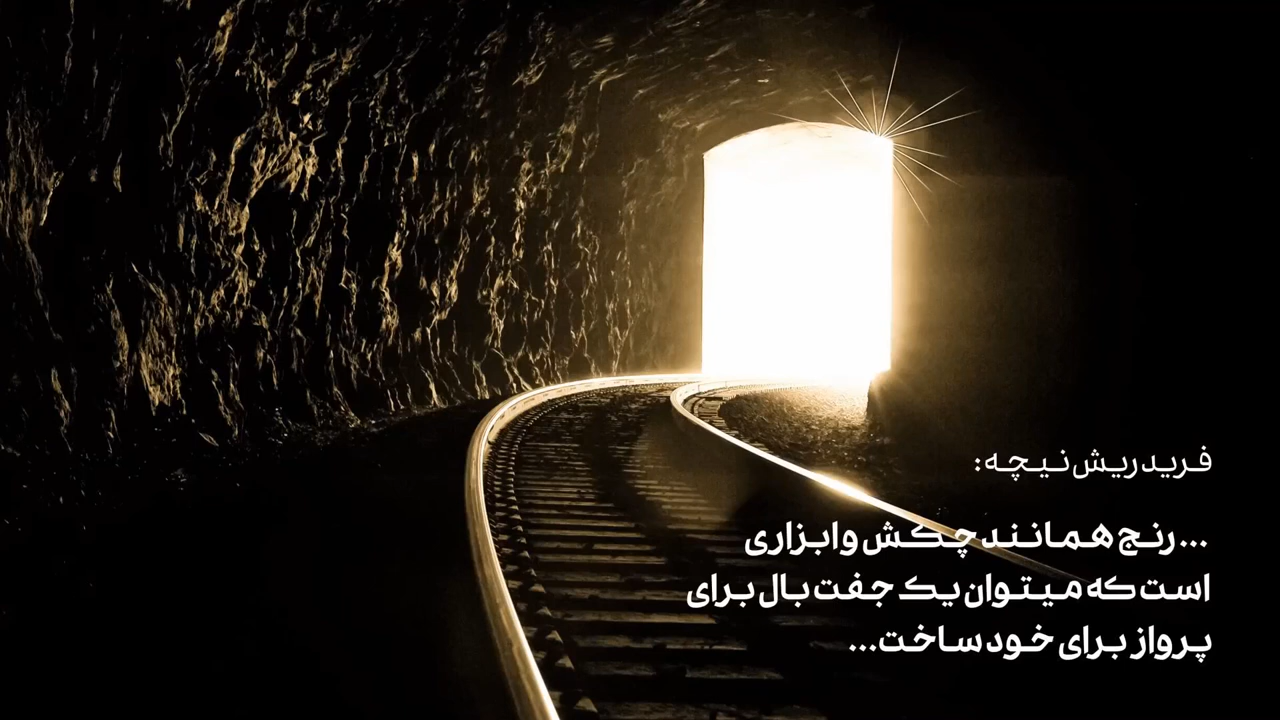 فریدریش نیچه:
... رنج همانند چکش و ابزاری
است که میتوان یک جفت بال برای
پرواز برای خود ساخت...